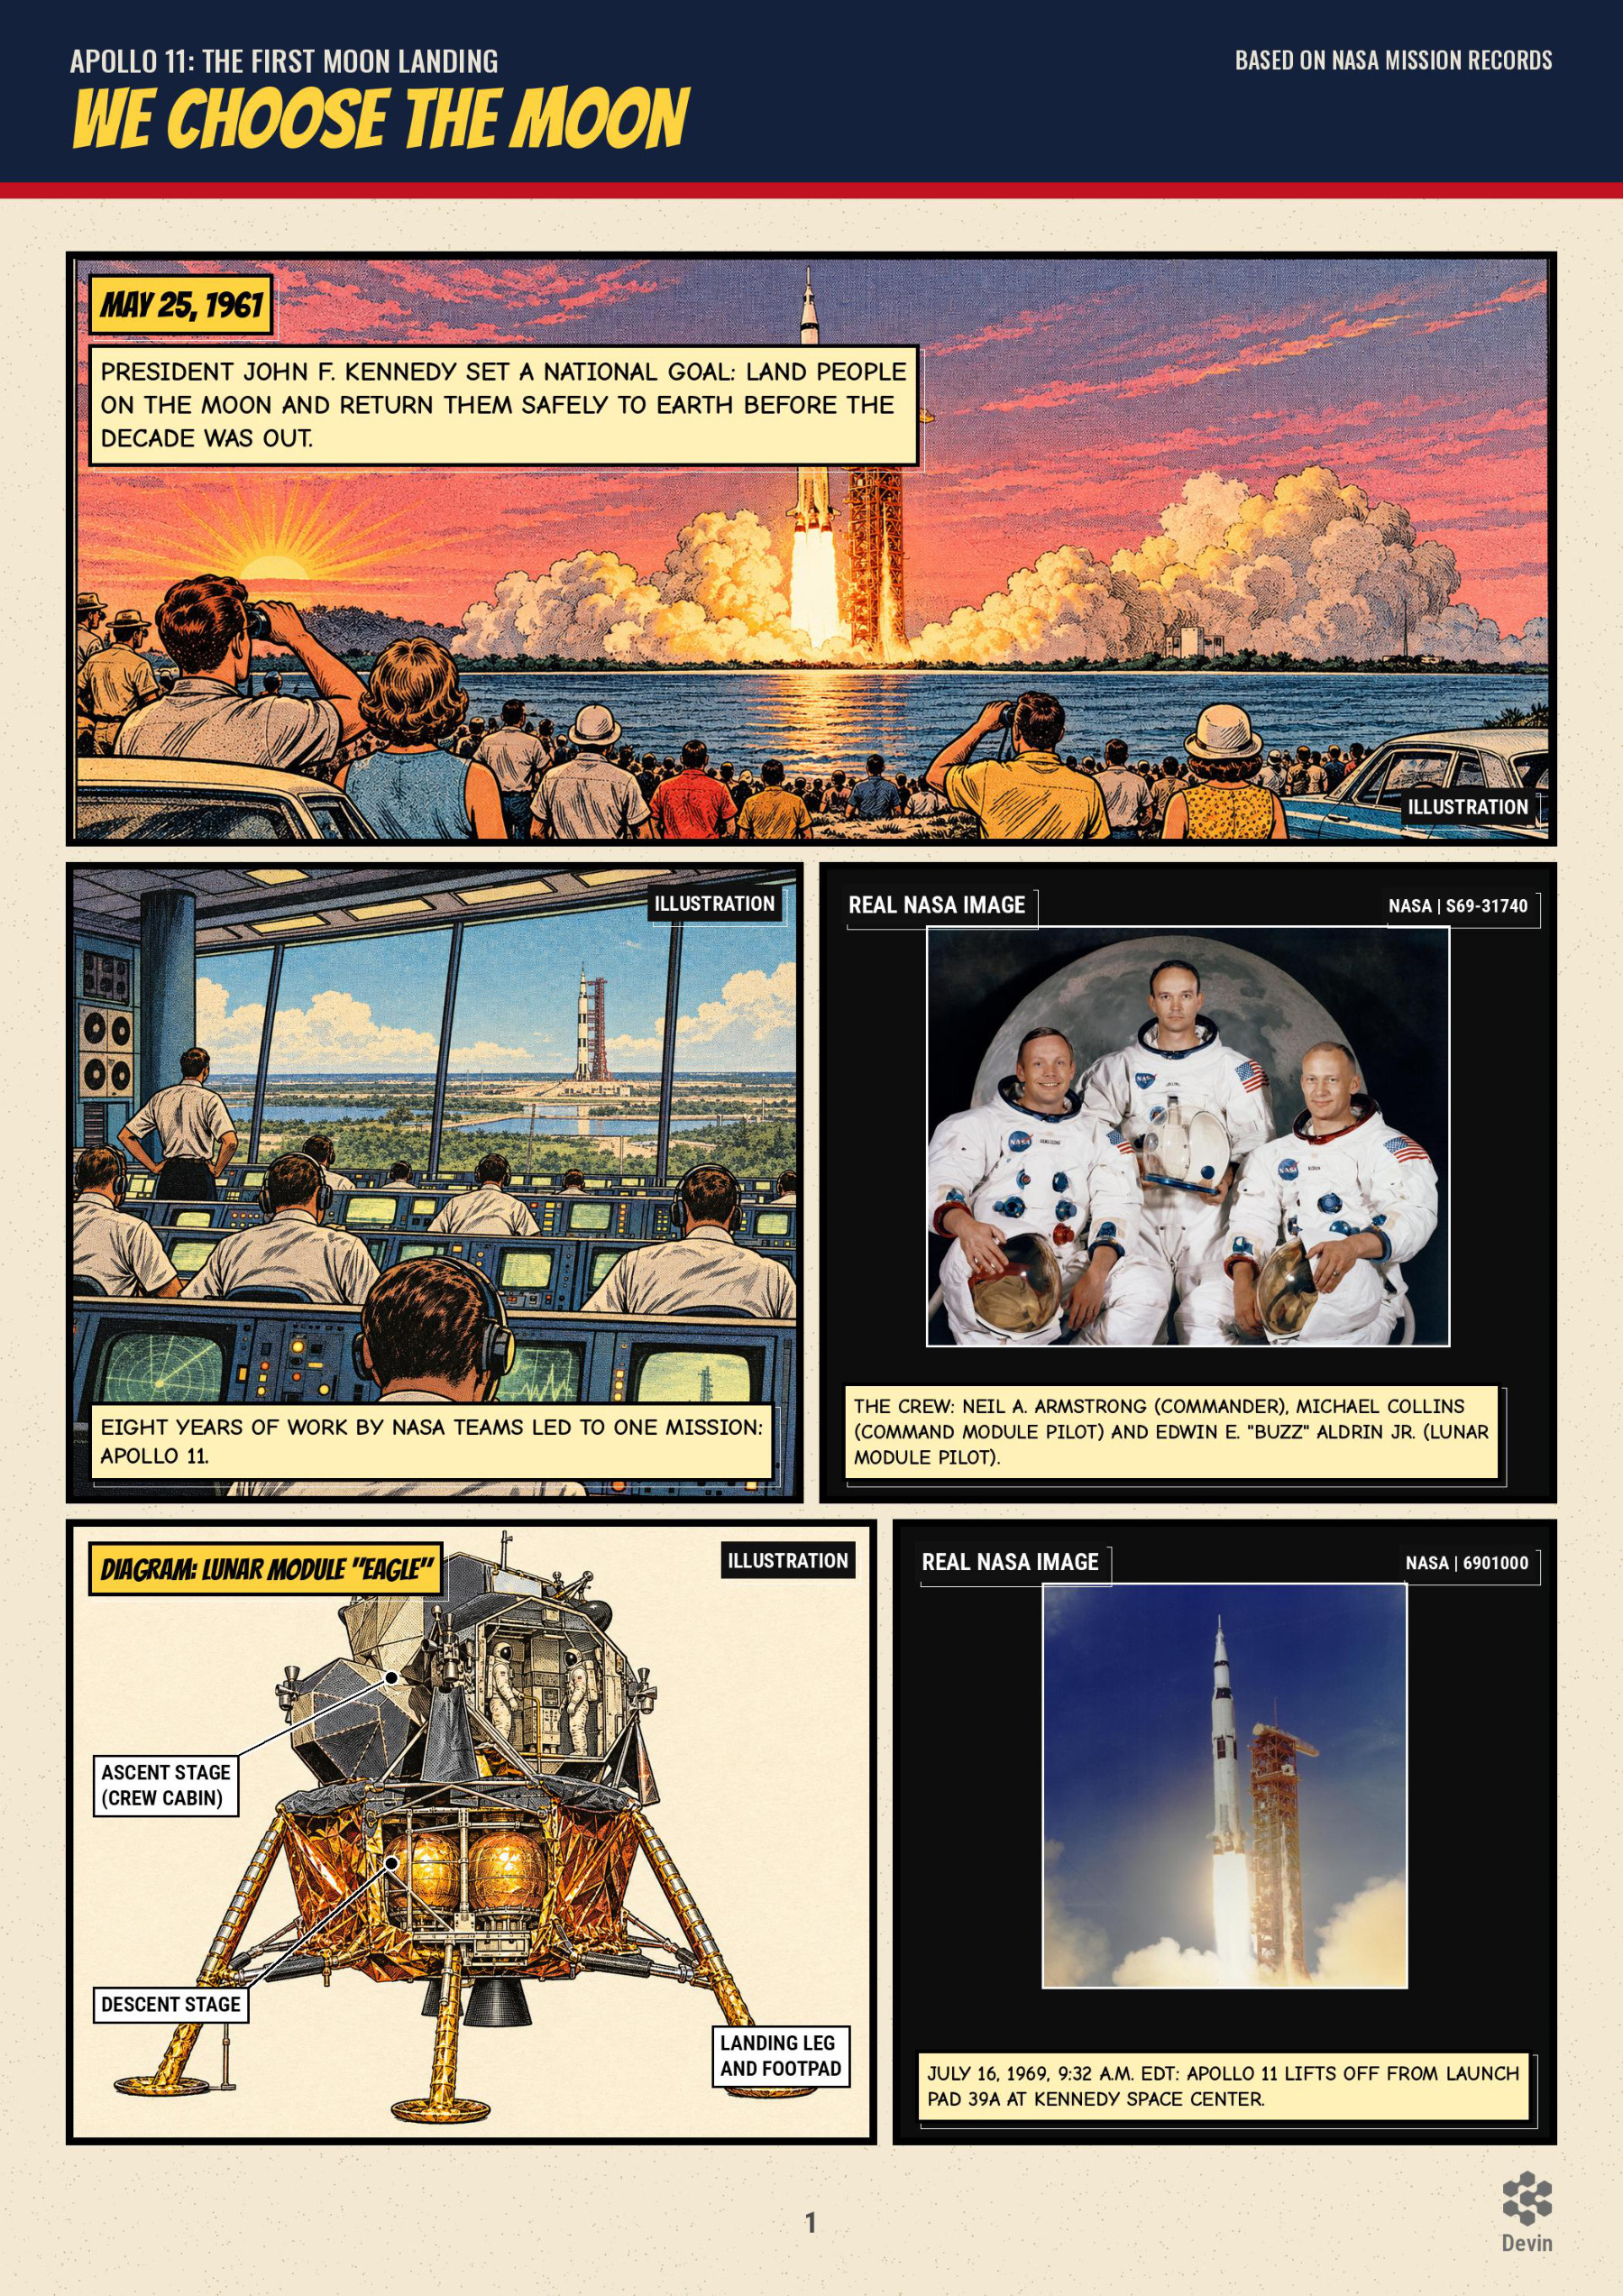 APOLLO 11: THE FIRST MOON LANDING
BASED ON NASA MISSION RECORDS
WE CHOOSE THE MOON
MAY 25, 1961
PRESIDENT JOHN F. KENNEDY SET A NATIONAL GOAL: LAND PEOPLE
ON THE MOON AND RETURN THEM SAFELY TO EARTH BEFORE THE
DECADE WAS OUT.
ILLUSTRATION
ILLUSTRATION
EIGHT YEARS OF WORK BY NASA TEAMS LED TO ONE MISSION:
APOLLO 11.
REAL NASA IMAGE
NASA | S69-31740
NASA
NASA
NASA
THE CREW: NEIL A. ARMSTRONG (COMMANDER), MICHAEL COLLINS
(COMMAND MODULE PILOT) AND EDWIN E. "BUZZ" ALDRIN JR. (LUNAR
MODULE PILOT).
DIAGRAM: LUNAR MODULE "EAGLE"
ILLUSTRATION
ASCENT STAGE
(CREW CABIN)
DESCENT STAGE
LANDING LEG
AND FOOTPAD
REAL NASA IMAGE
NASA | 6901000
JULY 16, 1969, 9:32 A.M. EDT: APOLLO 11 LIFTS OFF FROM LAUNCH
PAD 39A AT KENNEDY SPACE CENTER.
1
Devin